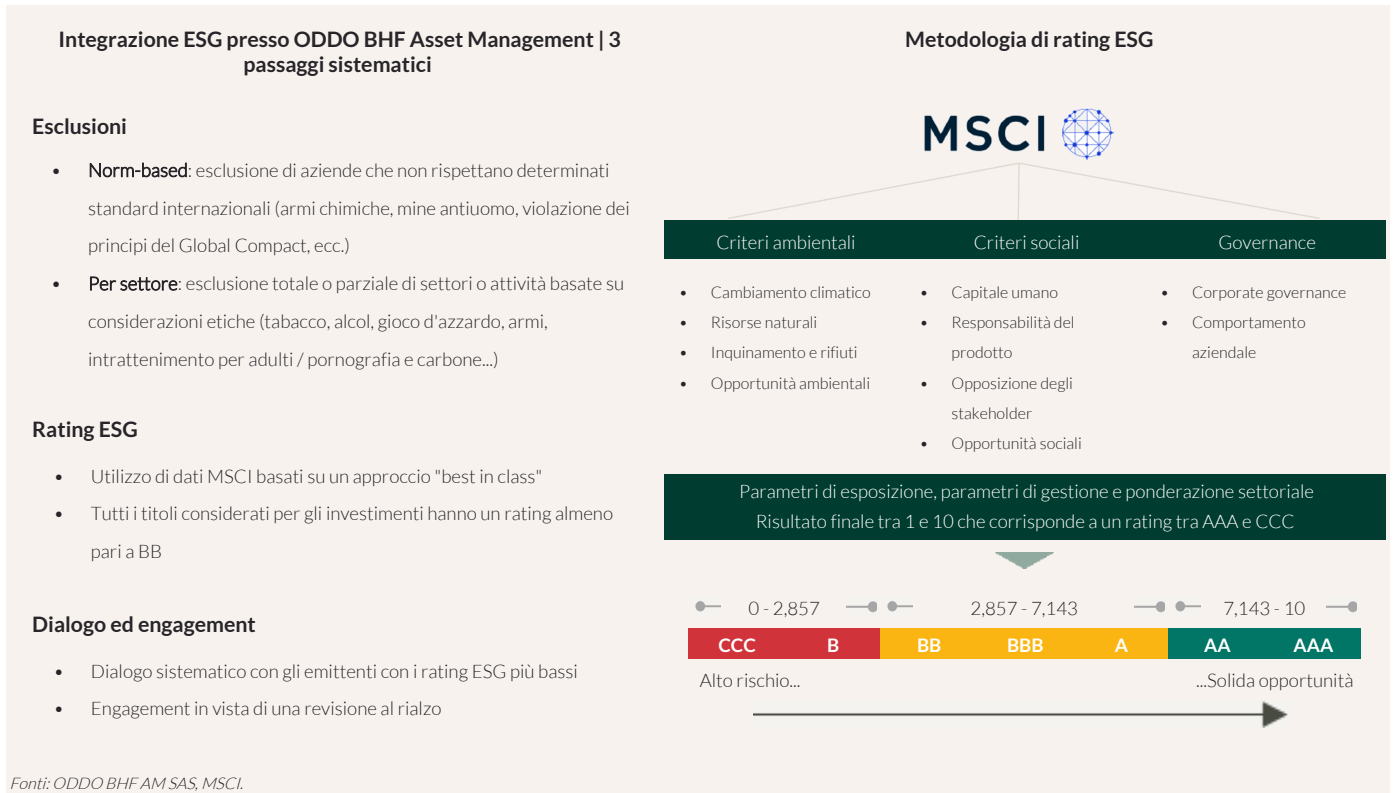 Integrazione ESG presso ODDO BHF Asset Management | 3
passaggi sistematici
Esclusioni
• Norm-based: esclusione di aziende che non rispettano determinati
standard internazionali (armi chimiche, mine antiuomo, violazione dei
principi del Global Compact, ecc.)
• Per settore: esclusione totale o parziale di settori o attività basate su
considerazioni etiche (tabacco, alcol, gioco d'azzardo, armi,
intrattenimento per adulti / pornografia e carbone...)
Rating ESG
• Utilizzo di dati MSCI basati su un approccio "best in class"
• Tutti i titoli considerati per gli investimenti hanno un rating almeno
pari a BB
Dialogo ed engagement
• Dialogo sistematico con gli emittenti con i rating ESG più bassi
• Engagement in vista di una revisione al rialzo
Metodologia di rating ESG
MSCI
Criteri ambientali
• Cambiamento climatico
• Risorse naturali
• Inquinamento e rifiuti
• Opportunità ambientali
Criteri sociali
• Capitale umano
• Responsabilità del
prodotto
• Opposizione degli
stakeholder
• Opportunità sociali
Governance
• Corporate governance
• Comportamento
aziendale
Parametri di esposizione, parametri di gestione e ponderazione settoriale
Risultato finale tra 1 e 10 che corrisponde a un rating tra AAA e CCC
0 - 2,857 2,857 - 7,143 7,143 - 10
CCC B BB BBB A AA AAA
Alto rischio... ...Solida opportunità
Fonti: ODDO BHF AM SAS, MSCI.